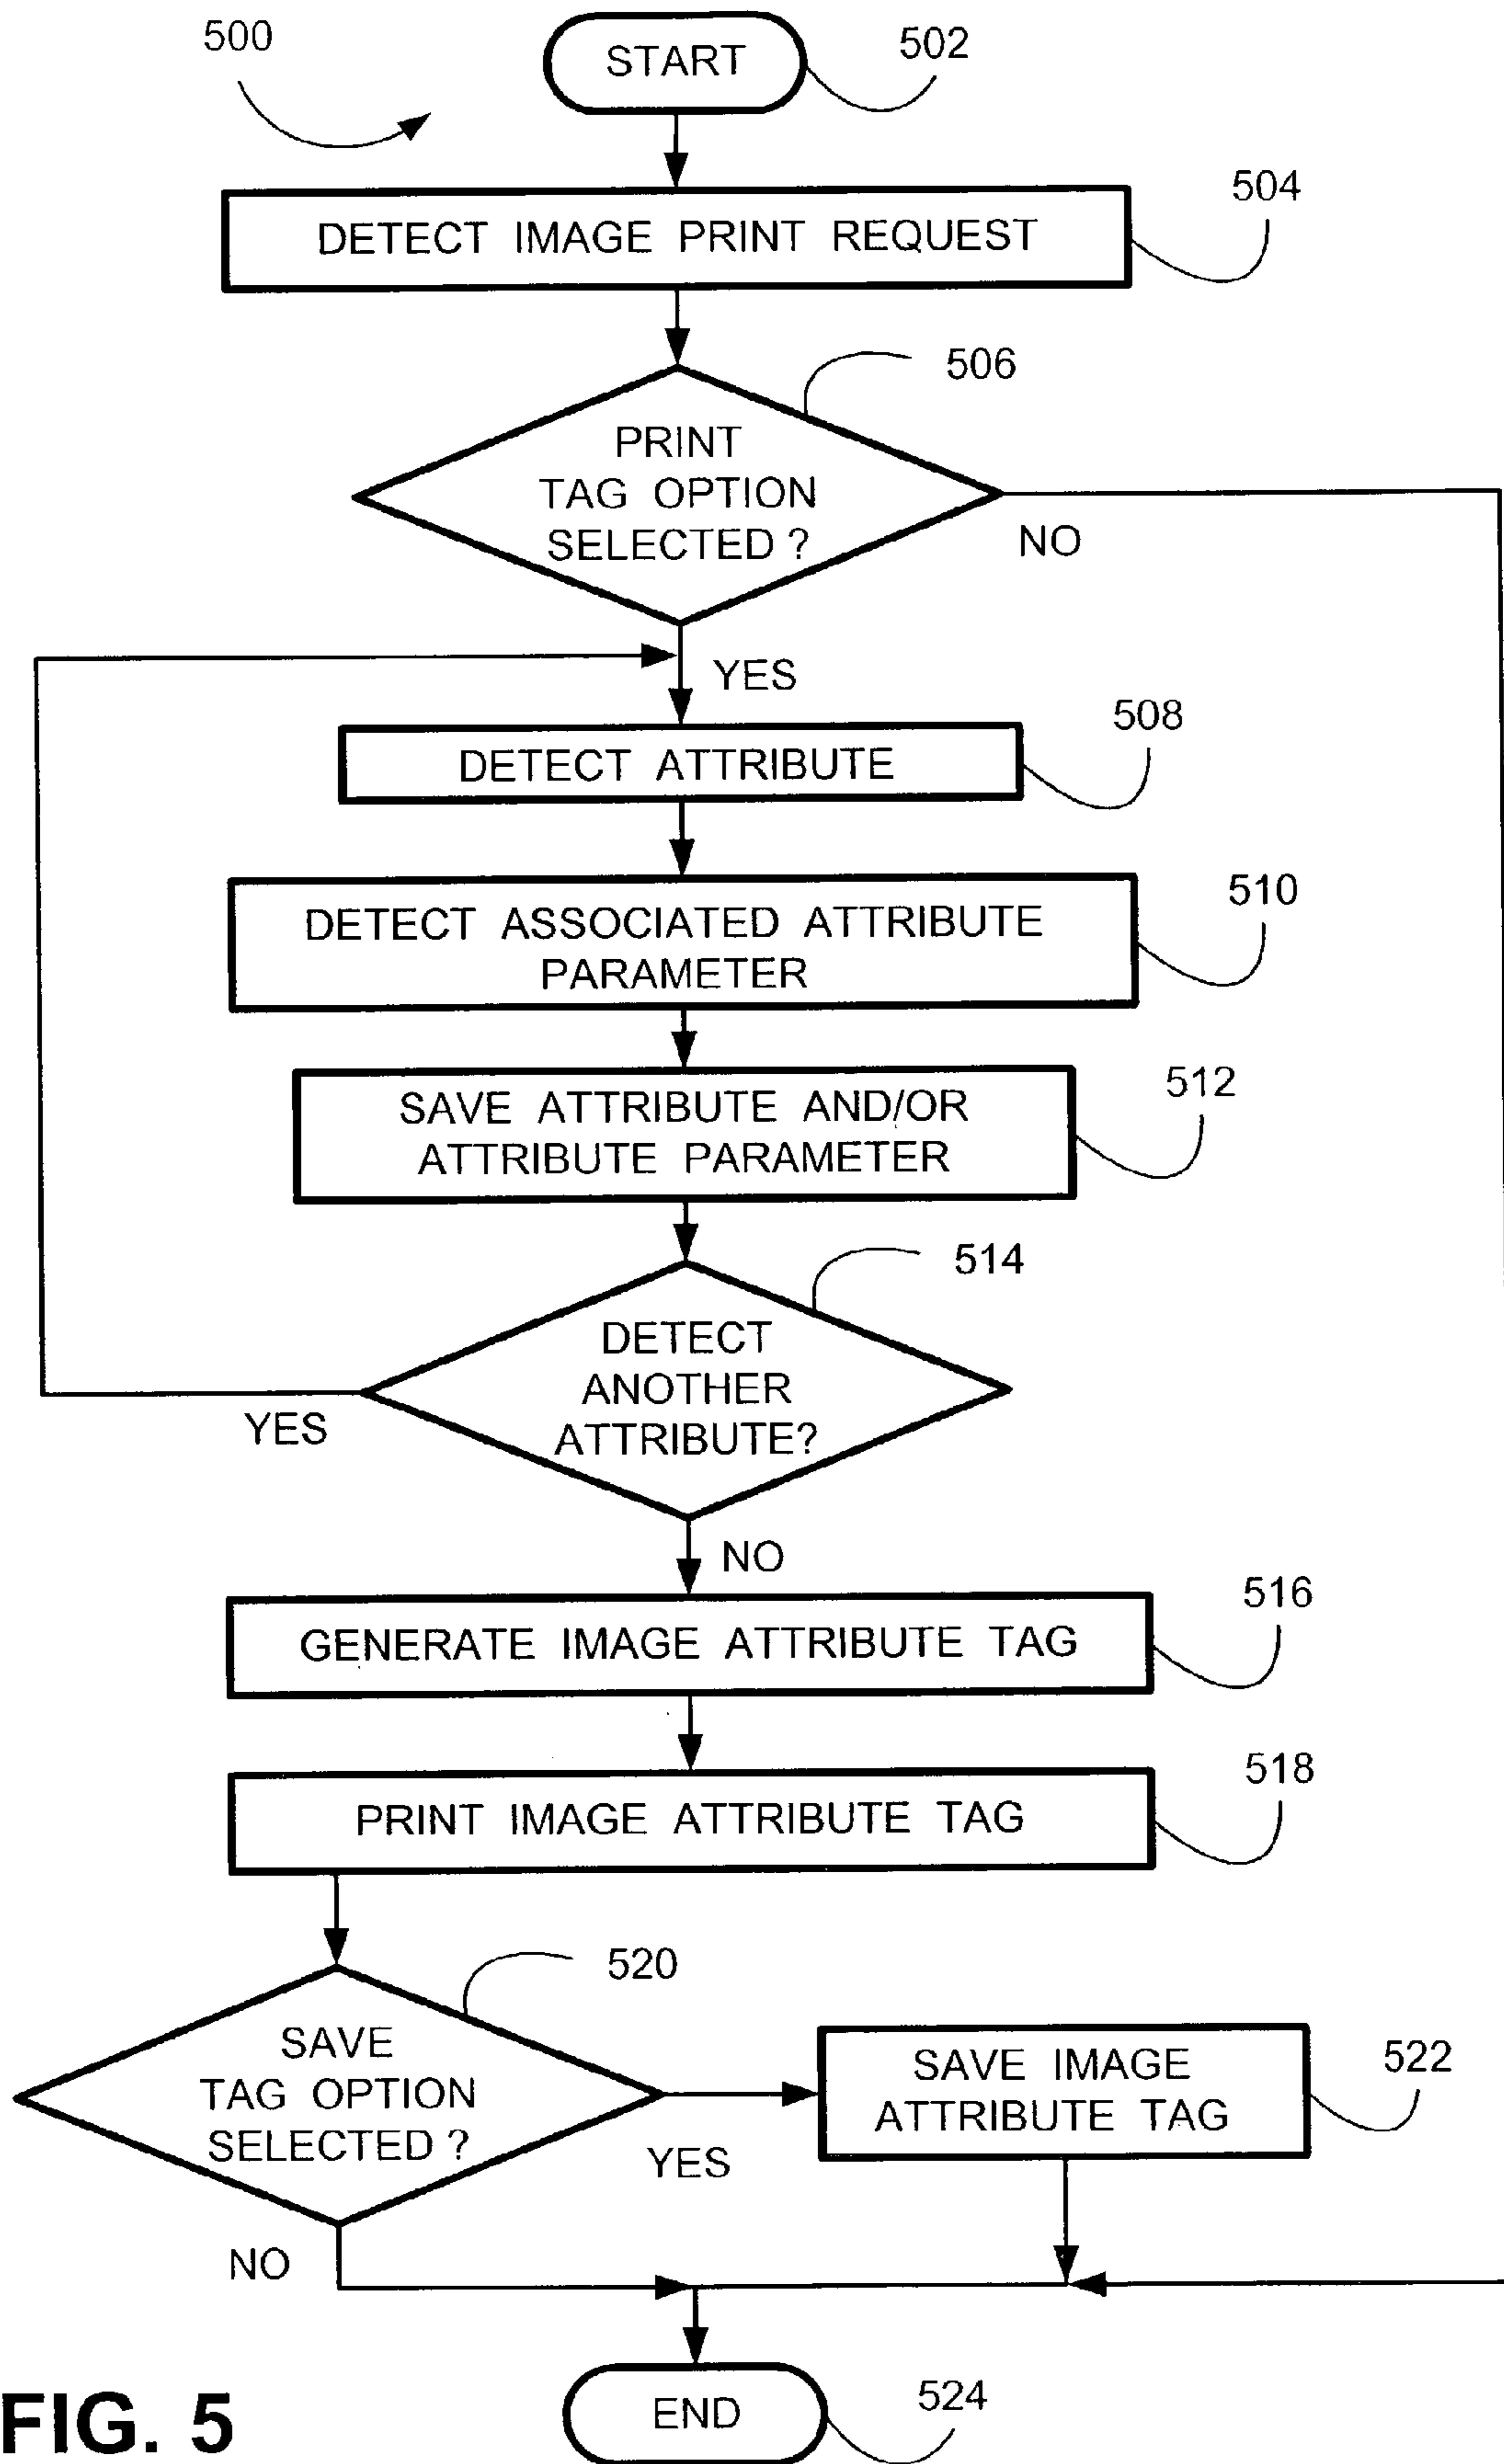 500
START
502
DETECT IMAGE PRINT REQUEST
504
506
PRINT
TAG OPTION
SELECTED ?
NO
YES
508
DETECT ATTRIBUTE
510
DETECT ASSOCIATED ATTRIBUTE
PARAMETER
512
SAVE ATTRIBUTE AND/OR
ATTRIBUTE PARAMETER
514
DETECT
ANOTHER
ATTRIBUTE?
YES
NO
516
GENERATE IMAGE ATTRIBUTE TAG
518
PRINT IMAGE ATTRIBUTE TAG
520
SAVE
TAG OPTION
SELECTED ?
YES
SAVE IMAGE
ATTRIBUTE TAG
522
NO
END
524
FIG. 5